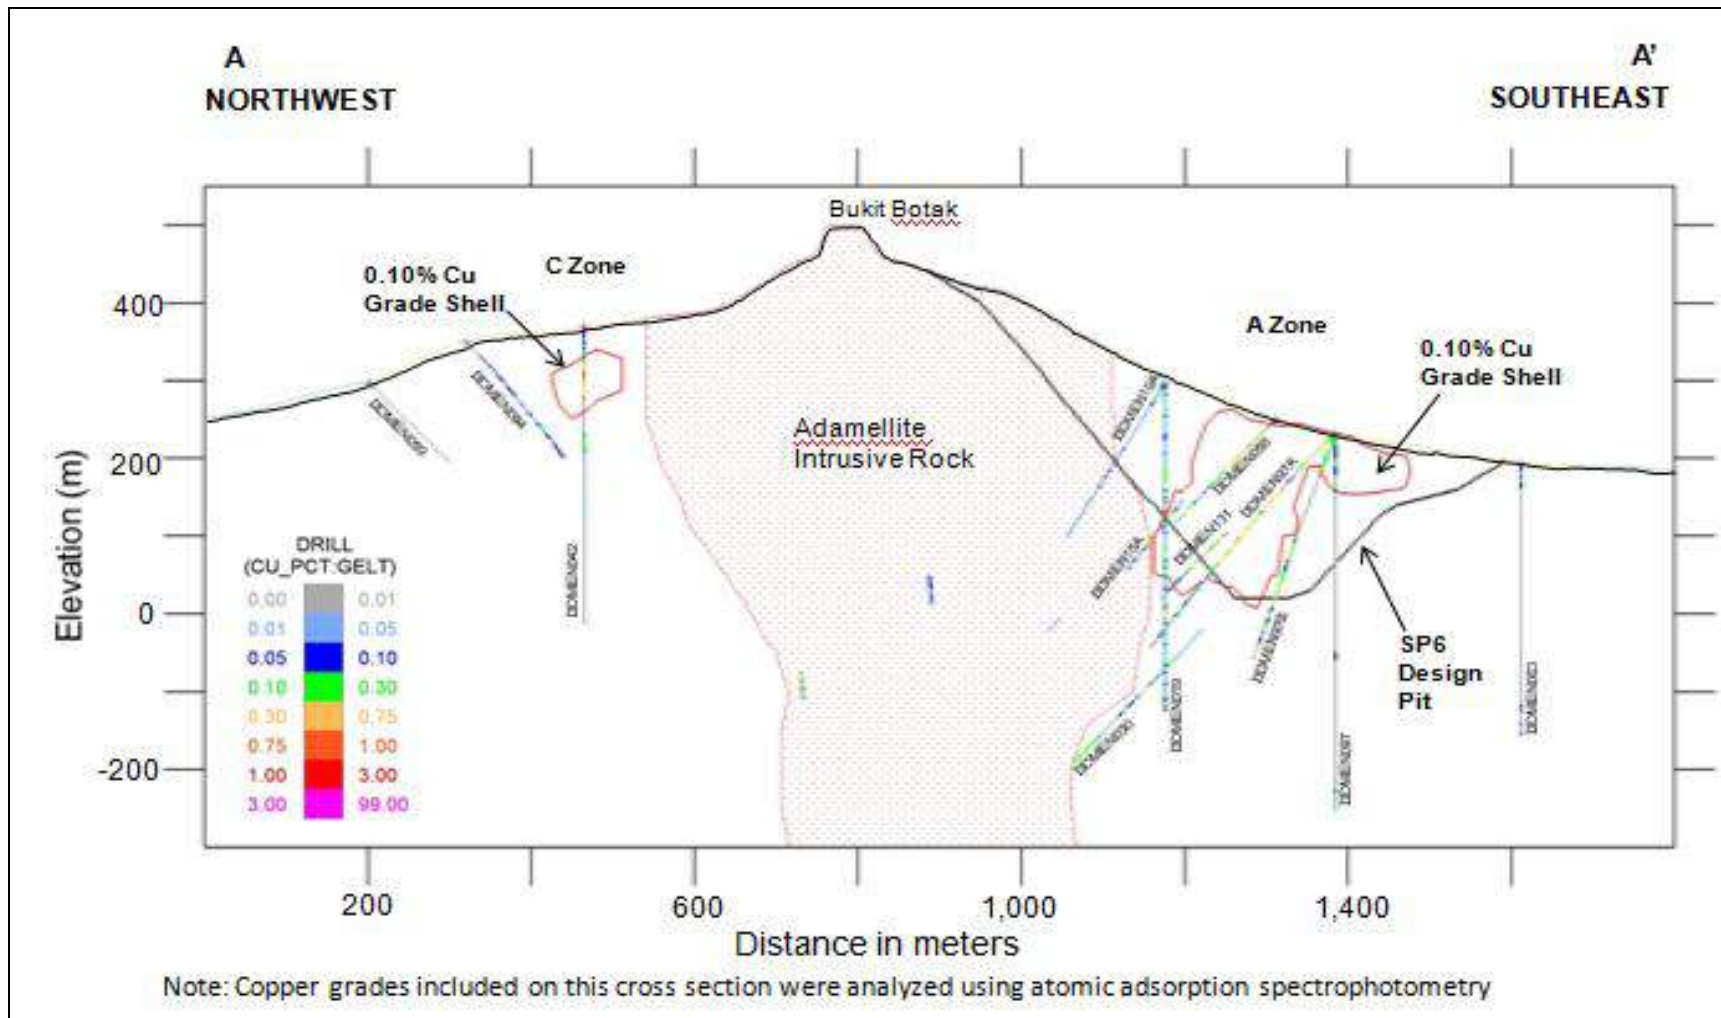 A
NORTHWEST
A'
SOUTHEAST
Bukit Botak
C Zone
0.10% Cu
Grade Shell
A Zone
0.10% Cu
Grade Shell
Adamellite
Intrusive Rock
SP6
Design
Pit
Elevation (m)
400
200
0
-200
DRILL
(CU_PCT:GELT)
0.00 0.01
0.01 0.05
0.05 0.10
0.10 0.30
0.30 0.75
0.75 1.00
1.00 3.00
3.00 99.00
200
600
1,000
1,400
Distance in meters
Note: Copper grades included on this cross section were analyzed using atomic adsorption spectrophotometry